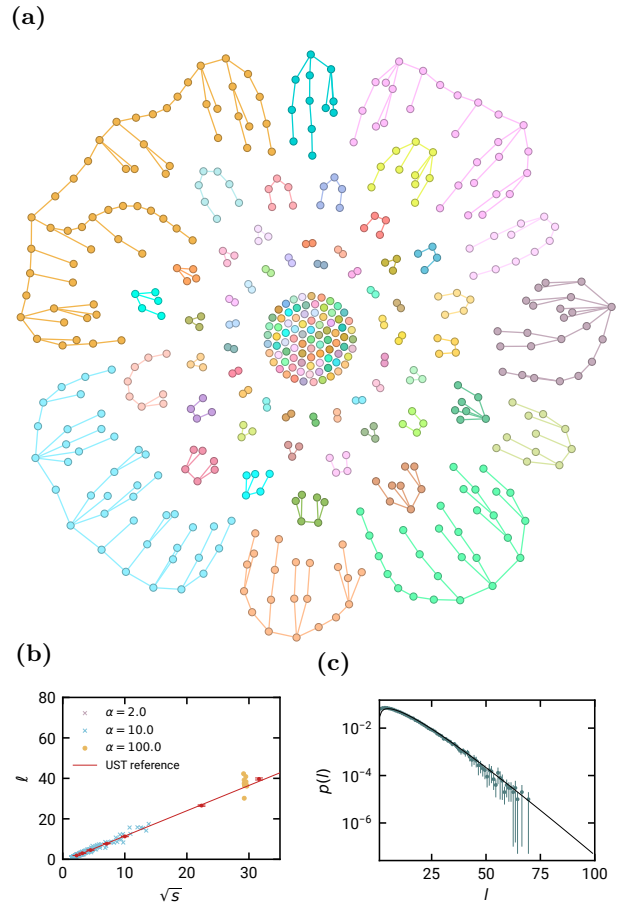 (a)
(b)
(c)
80
60
40
20
0
ℓ
α = 2.0
α = 10.0
α = 100.0
UST reference
10
20
30
√s
10⁻²
10⁻⁴
10⁻⁶
p(l)
25
50
75
100
l